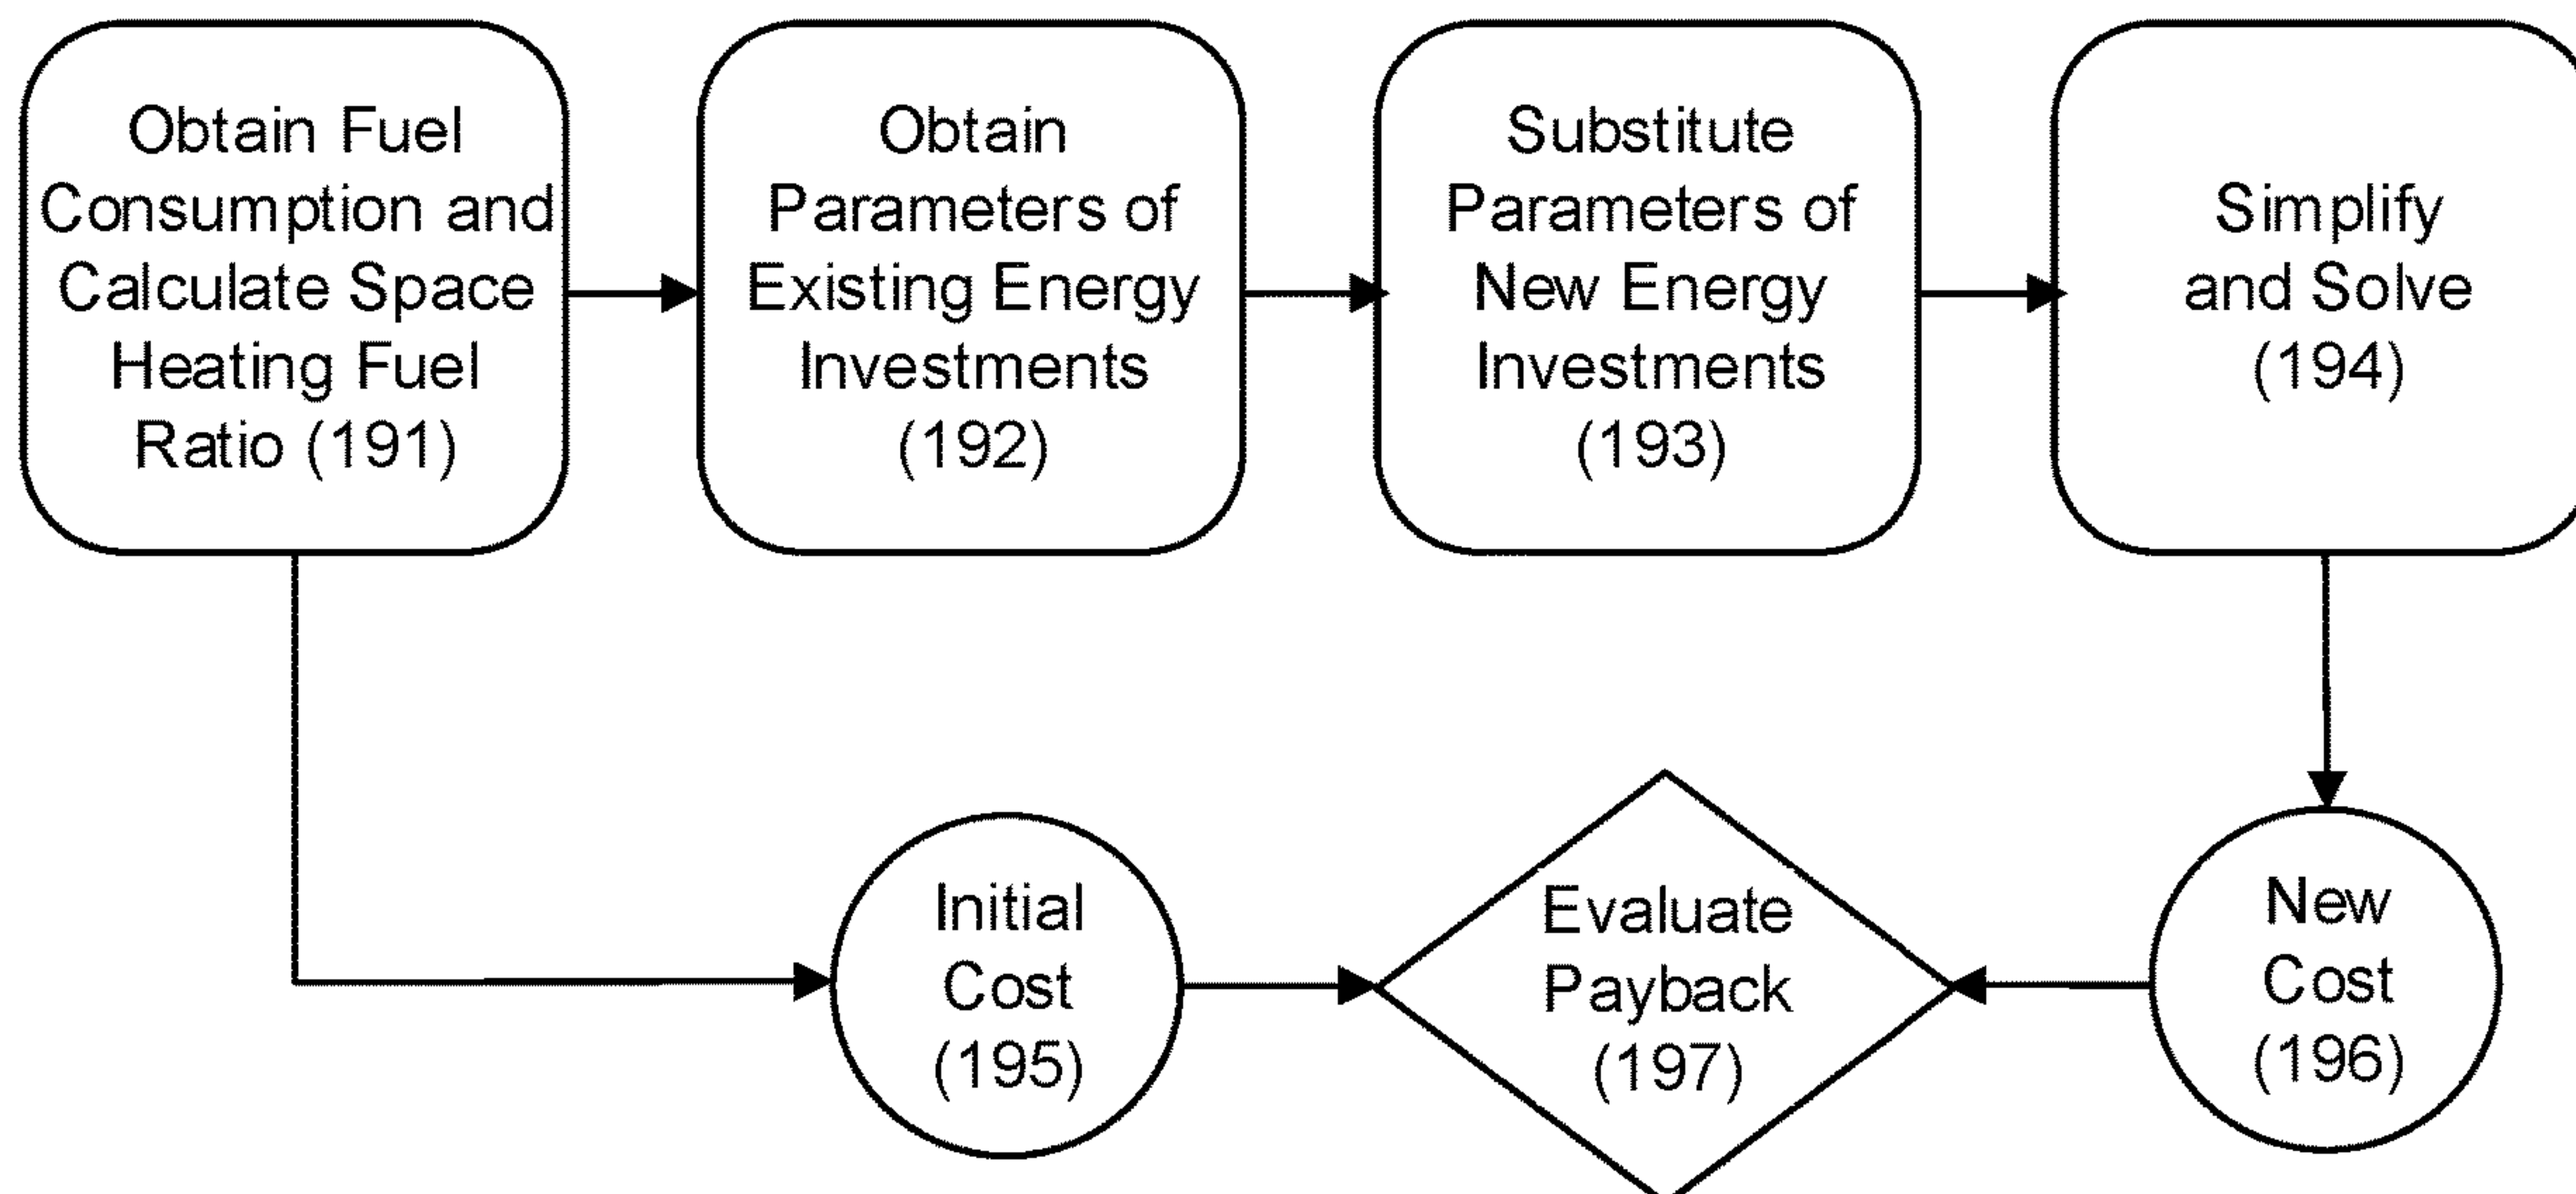 Obtain Fuel
Consumption and
Calculate Space
Heating Fuel
Ratio (191)
Obtain
Parameters of
Existing Energy
Investments
(192)
Substitute
Parameters of
New Energy
Investments
(193)
Simplify
and Solve
(194)
Initial
Cost
(195)
Evaluate
Payback
(197)
New
Cost
(196)